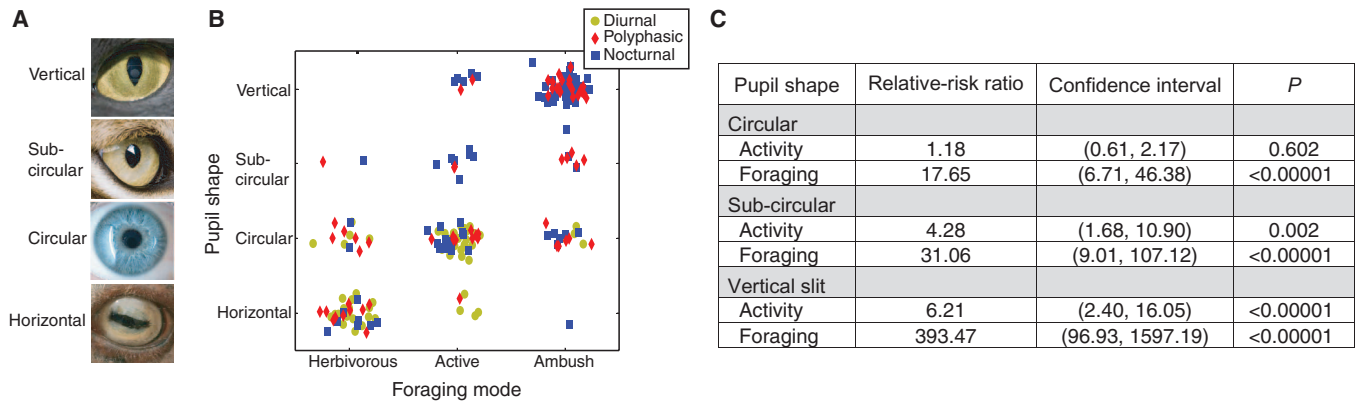 A
Vertical
Sub-
circular
Circular
Horizontal
B
Diurnal
Polyphasic
Nocturnal
Pupil shape
Vertical
Sub-
circular
Circular
Horizontal
Herbivorous Active Ambush
Foraging mode
C
Pupil shape Relative-risk ratio Confidence interval P
Circular
Activity 1.18 (0.61, 2.17) 0.602
Foraging 17.65 (6.71, 46.38) <0.00001
Sub-circular
Activity 4.28 (1.68, 10.90) 0.002
Foraging 31.06 (9.01, 107.12) <0.00001
Vertical slit
Activity 6.21 (2.40, 16.05) <0.00001
Foraging 393.47 (96.93, 1597.19) <0.00001